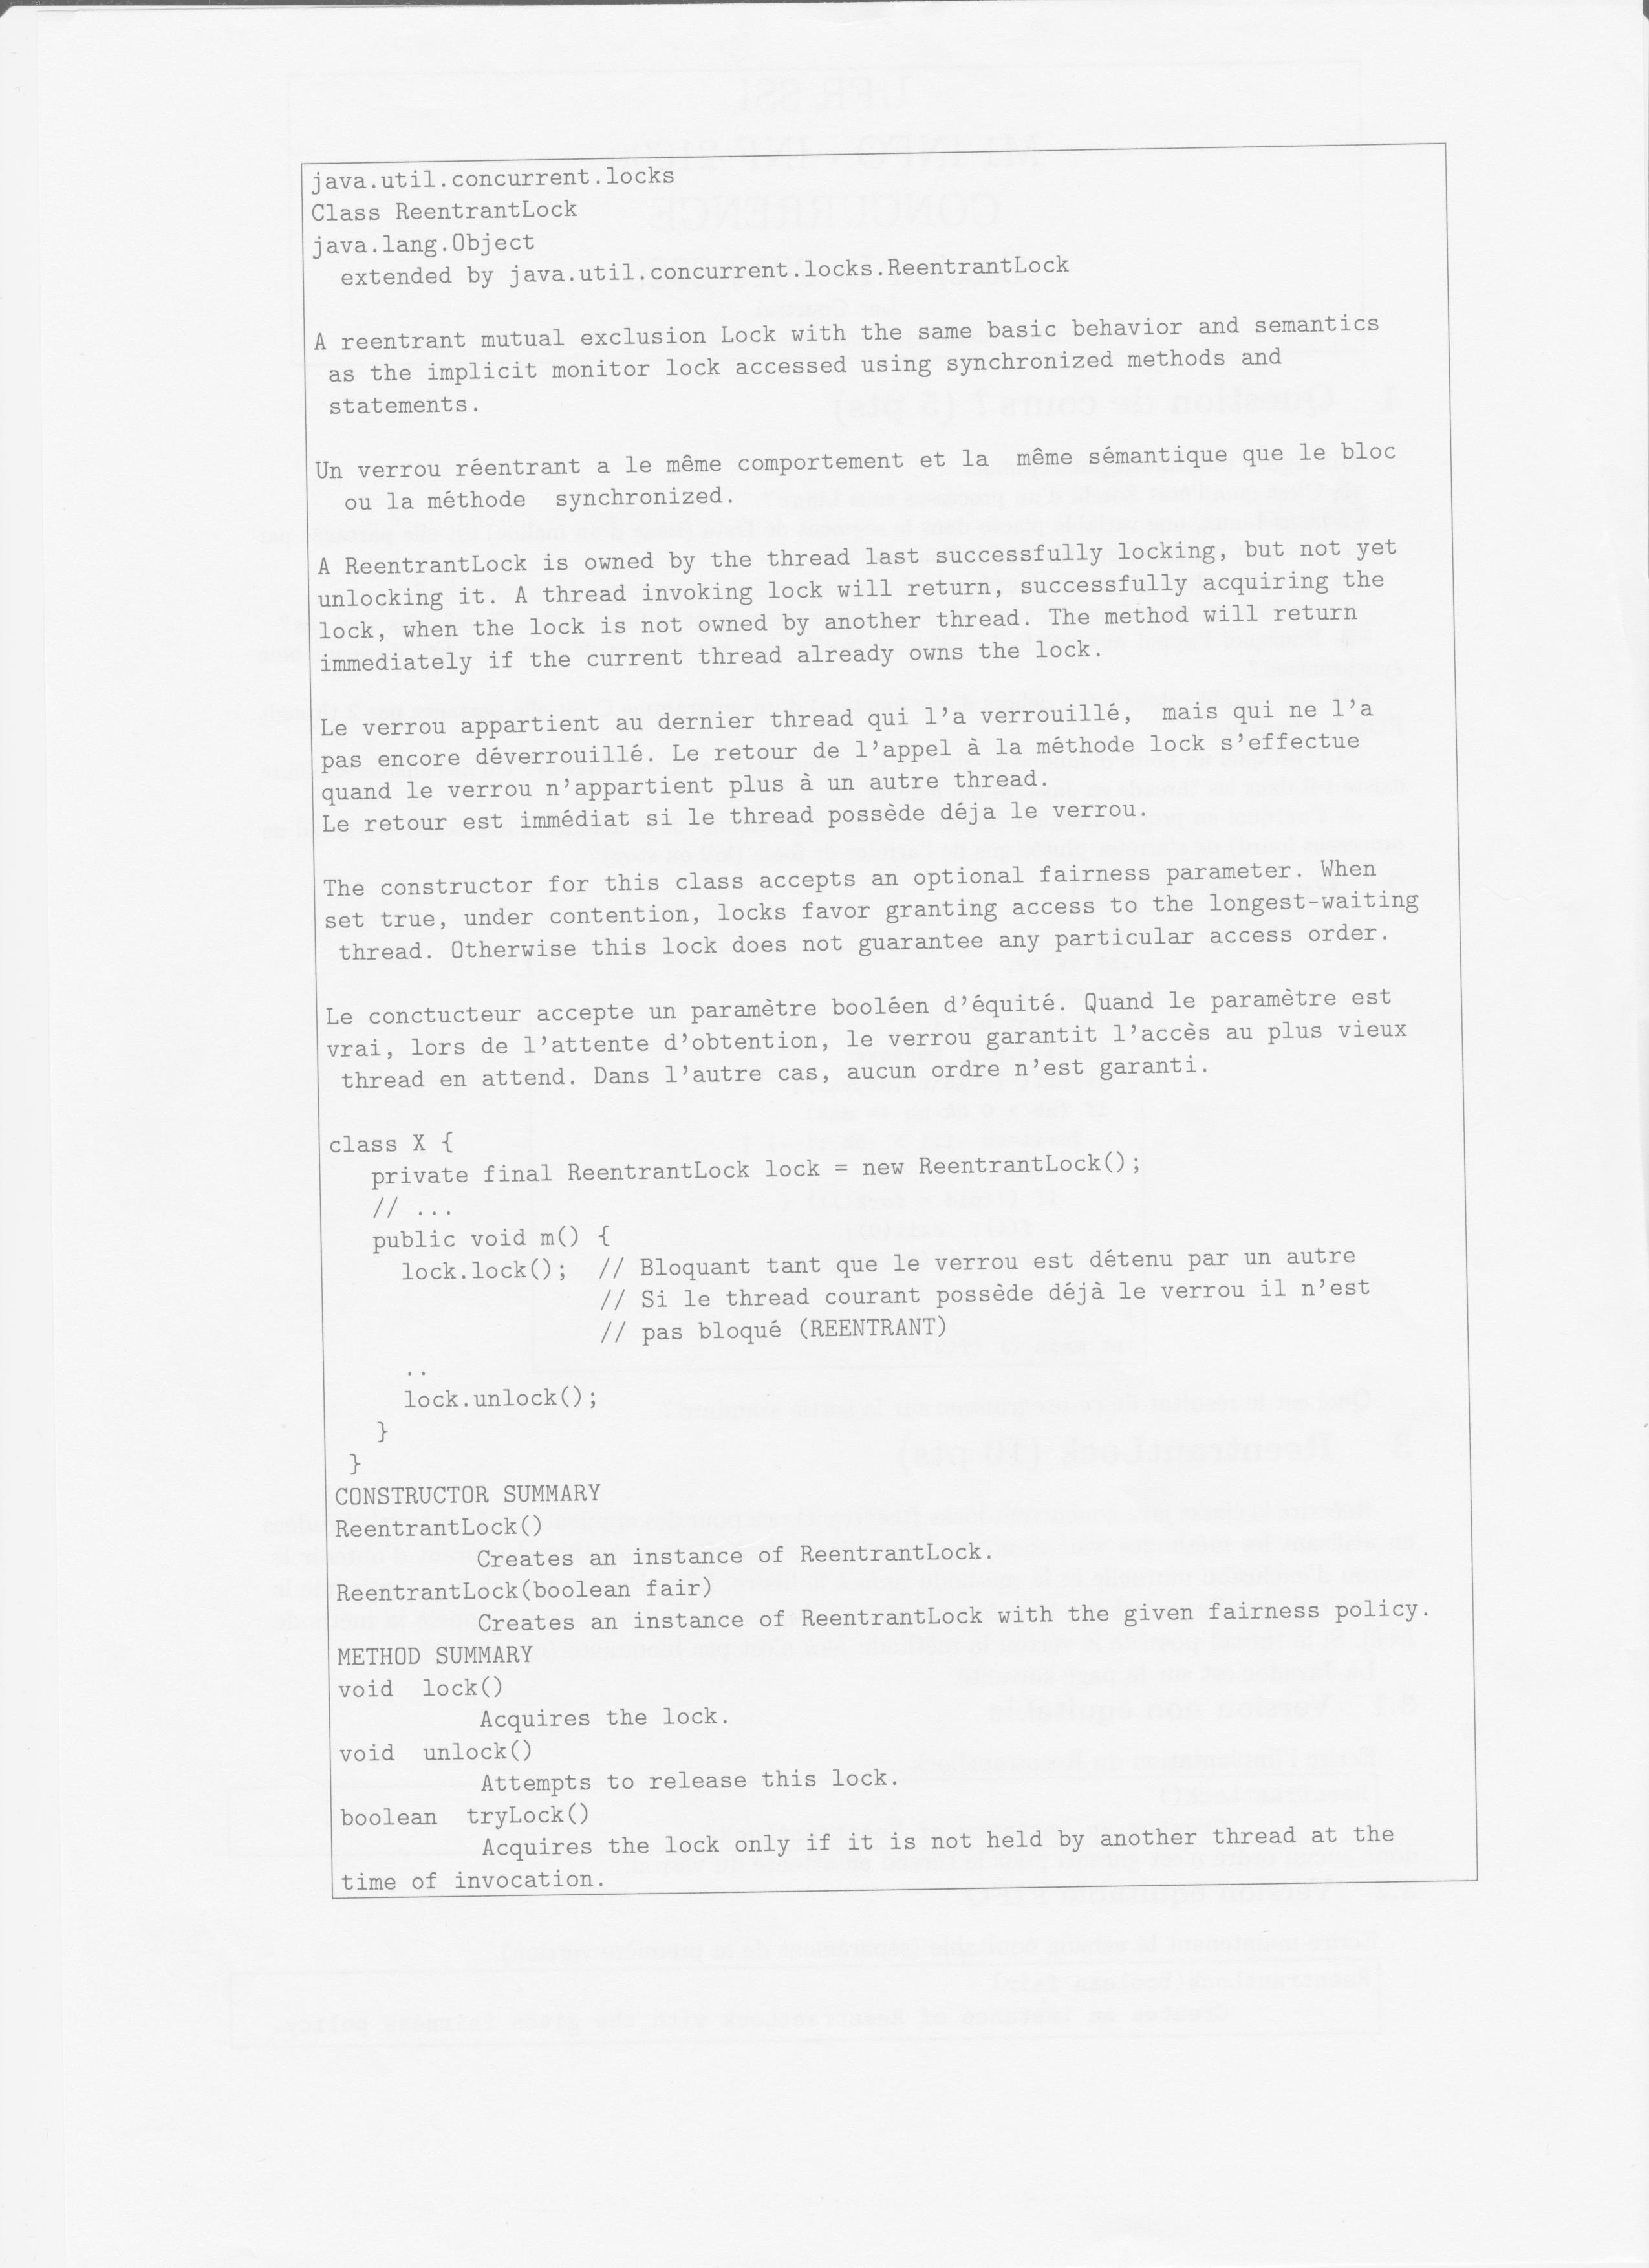 java.util.concurrent.locks
Class ReentrantLock
java.lang.Object
extended by java.util.concurrent.locks.ReentrantLock
A reentrant mutual exclusion Lock with the same basic behavior and semantics
as the implicit monitor lock accessed using synchronized methods and
statements.
Un verrou réentrant a le même comportement et la même sémantique que le bloc
ou la méthode synchronized.
A ReentrantLock is owned by the thread last successfully locking, but not yet
unlocking it. A thread invoking lock will return, successfully acquiring the
lock, when the lock is not owned by another thread. The method will return
immediately if the current thread already owns the lock.
Le verrou appartient au dernier thread qui l'a verrouillé, mais qui ne l'a
pas encore déverrouillé. Le retour de l'appel à la méthode lock s'effectue
quand le verrou n'appartient plus à un autre thread.
Le retour est immédiat si le thread possède déja le verrou.
The constructor for this class accepts an optional fairness parameter. When
set true, under contention, locks favor granting access to the longest-waiting
thread. Otherwise this lock does not guarantee any particular access order.
Le conctucteur accepte un paramètre booléen d'équité. Quand le paramètre est
vrai, lors de l'attente d'obtention, le verrou garantit l'accès au plus vieux
thread en attend. Dans l'autre cas, aucun ordre n'est garanti.
class X {
private final ReentrantLock lock = new ReentrantLock();
// ...
public void m() {
lock.lock(); // Bloquant tant que le verrou est détenu par un autre
// Si le thread courant possède déjà le verrou il n'est
// pas bloqué (REENTRANT)
..
lock.unlock();
}
}
CONSTRUCTOR SUMMARY
ReentrantLock()
Creates an instance of ReentrantLock.
ReentrantLock(boolean fair)
Creates an instance of ReentrantLock with the given fairness policy.
METHOD SUMMARY
void lock()
Acquires the lock.
void unlock()
Attempts to release this lock.
boolean tryLock()
Acquires the lock only if it is not held by another thread at the
time of invocation.